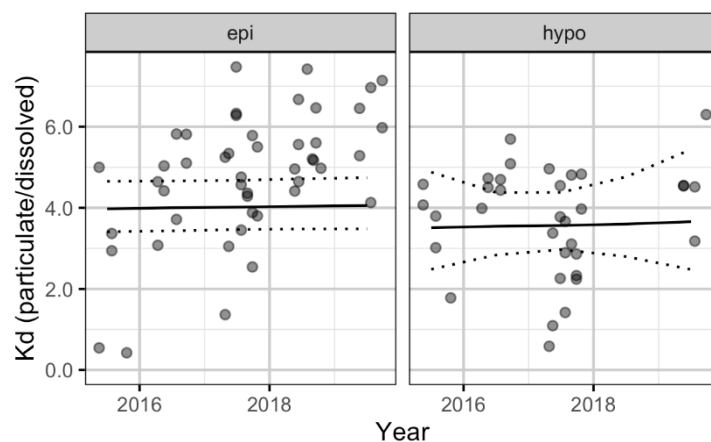 epi
hypo
Kd (particulate/dissolved)
6.0
4.0
2.0
0.0
2016
2018
2016
2018
Year